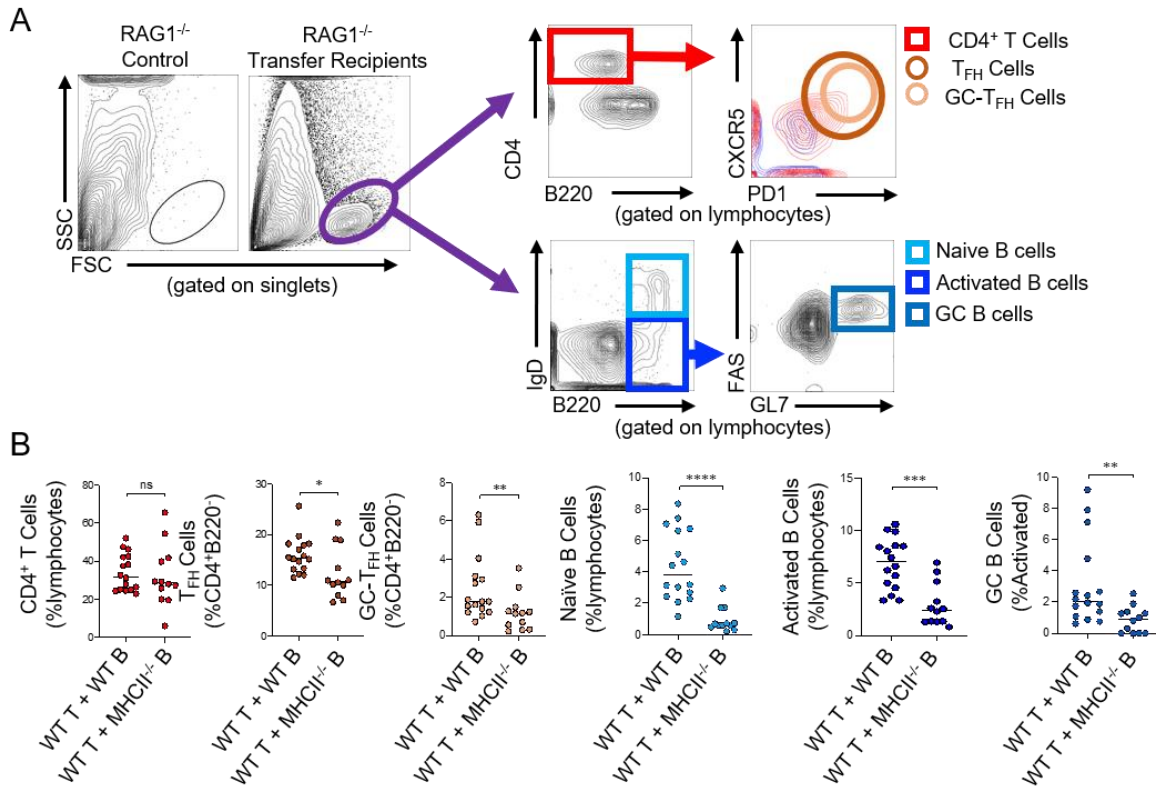 A
RAG1⁻/⁻
Control
RAG1⁻/⁻
Transfer Recipients
SSC
FSC
(gated on singlets)
CD4
B220
(gated on lymphocytes)
CXCR5
PD1
CD4⁺ T Cells
TFH Cells
GC-TFH Cells
IgD
B220
(gated on lymphocytes)
FAS
GL7
Naive B cells
Activated B cells
GC B cells
B
CD4⁺ T Cells
(%lymphocytes)
80
60
40
20
0
ns
WT T + WT B
WT T + MHCII⁻/⁻ B
TFH Cells
(%CD4⁺B220⁻)
30
20
10
0
*
WT T + WT B
WT T + MHCII⁻/⁻ B
GC-TFH Cells
(%CD4⁺B220⁻)
8
6
4
2
0
**
WT T + WT B
WT T + MHCII⁻/⁻ B
Naïve B Cells
(%lymphocytes)
10
8
6
4
2
0
****
WT T + WT B
WT T + MHCII⁻/⁻ B
Activated B Cells
(%lymphocytes)
15
10
5
0
***
WT T + WT B
WT T + MHCII⁻/⁻ B
GC B Cells
(%Activated)
10
8
6
4
2
0
**
WT T + WT B
WT T + MHCII⁻/⁻ B